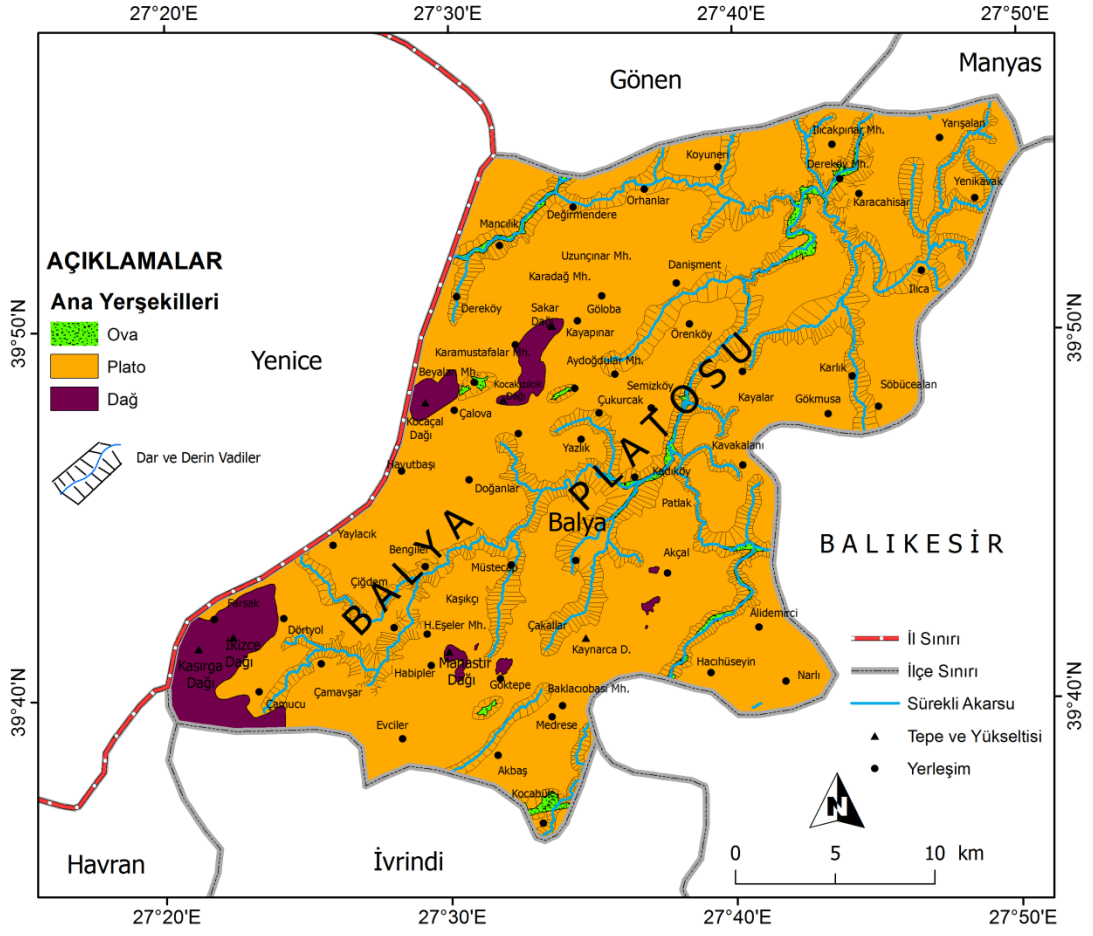 27°20'E
27°30'E
27°40'E
27°50'E
Manyas
Gönen
Ilıcakpınar Mh.
Yarışalan
Koyuneri
Dereköy Mh.
Yenikavak
Orhanlar
Karacahisar
Değirmendere
Mancılık
Uzunçınar Mh.
Danişment
Karadağ Mh.
Ilıca
AÇIKLAMALAR
Ana Yerşekilleri
Ova
Plato
Dağ
Dar ve Derin Vadiler
Dereköy
Sakar
Dağı
Göloba
Kayapınar
Örenköy
39°50'N
39°50'N
Yenice
Karamustafalar Mh.
Aydoğdular Mh.
Beyalan Mh.
Kocakırlıcık
Dağı
Semizköy
Karlık
Söbücealan
Çalova
Çukurcak
Kayalar
Gökmusa
Kocaçal
Dağı
Yazlık
Kavakalanı
Havutbaşı
Kadıköy
Doğanlar
Patlak
BALYA PLATOSU
Balya
BALIKESİR
Yaylacık
Bengiler
Müstecap
Akçal
Çiğdem
Kaşıkçı
Farsak
Dörtyol
H.Eşeler Mh.
Çakallar
Alidemirci
İkizce
Dağı
Kasırga
Dağı
Kaynarca D.
Manastır
Dağı
Habipler
Göktepe
Hacıhüseyin
Narlı
Çamavşar
Çamucu
Baklacıobası Mh.
Evciler
Medrese
Akbaş
Kocabük
39°40'N
39°40'N
İl Sınırı
İlçe Sınırı
Sürekli Akarsu
Tepe ve Yükseltisi
Yerleşim
N
0 5 10 km
Havran
İvrindi
27°20'E
27°30'E
27°40'E
27°50'E